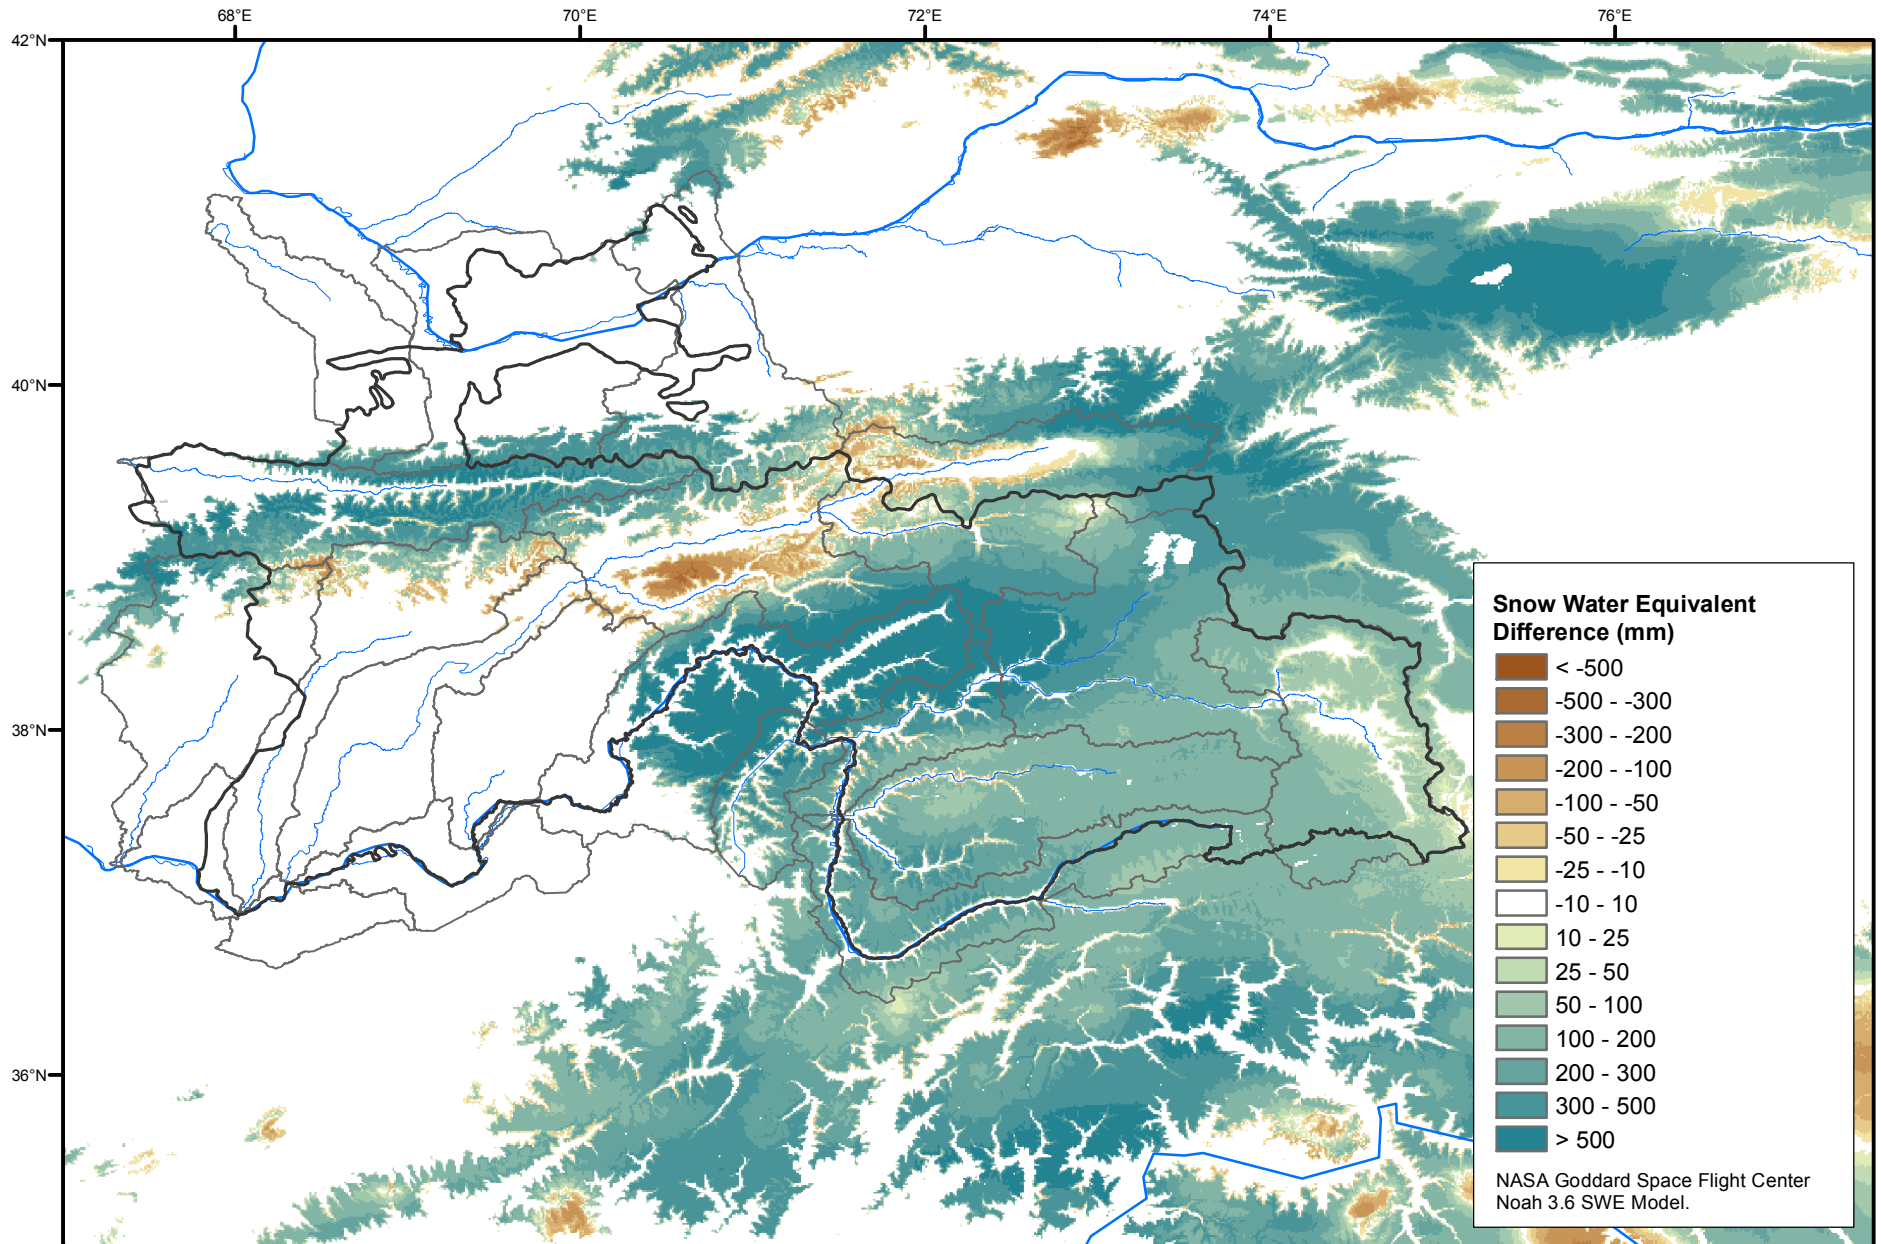 68°E
70°E
72°E
74°E
76°E
42°N
40°N
38°N
36°N
Snow Water Equivalent
Difference (mm)
< -500
-500 - -300
-300 - -200
-200 - -100
-100 - -50
-50 - -25
-25 - -10
-10 - 10
10 - 25
25 - 50
50 - 100
100 - 200
200 - 300
300 - 500
> 500
NASA Goddard Space Flight Center
Noah 3.6 SWE Model.